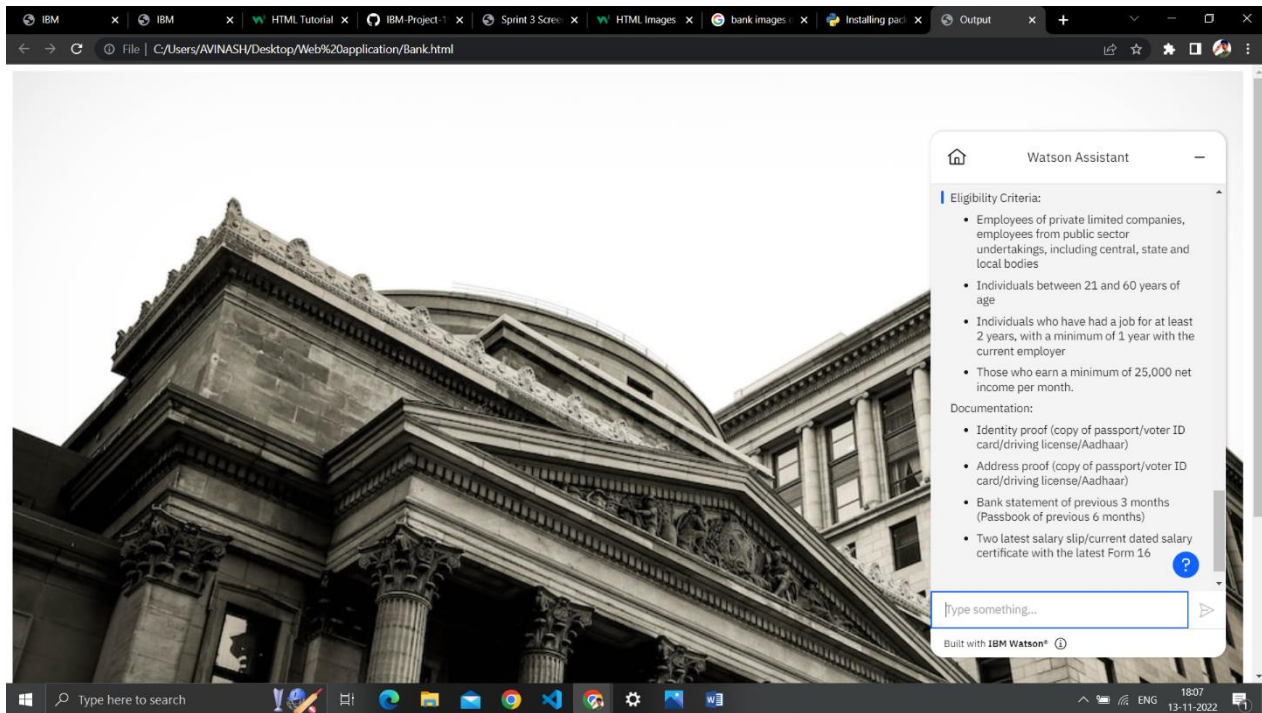 IBM
IBM
HTML Tutorial
IBM-Project-1
Sprint 3 Scree
HTML Images
bank images
Installing pac
Output
File | C:/Users/AVINASH/Desktop/Web%20application/Bank.html
Watson Assistant
Eligibility Criteria:
• Employees of private limited companies,
employees from public sector
undertakings, including central, state and
local bodies
• Individuals between 21 and 60 years of
age
• Individuals who have had a job for at least
2 years, with a minimum of 1 year with the
current employer
• Those who earn a minimum of 25,000 net
income per month.
Documentation:
• Identity proof (copy of passport/voter ID
card/driving license/Aadhaar)
• Address proof (copy of passport/voter ID
card/driving license/Aadhaar)
• Bank statement of previous 3 months
(Passbook of previous 6 months)
• Two latest salary slip/current dated salary
certificate with the latest Form 16
?
Type something...
Built with IBM Watson®
Type here to search
ENG
18:07
13-11-2022
1